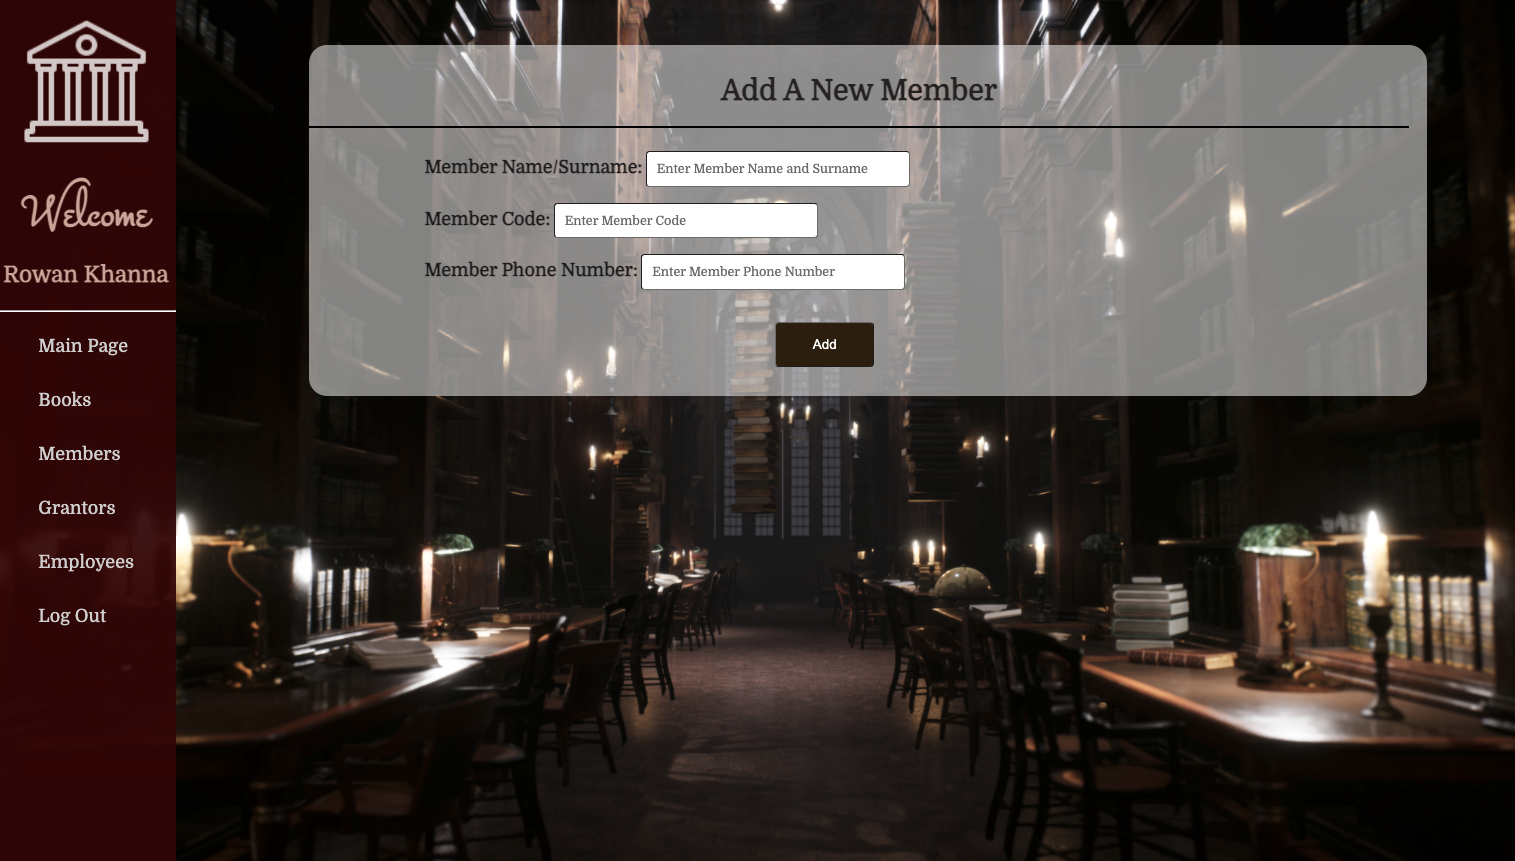 Welcome
Rowan Khanna
Main Page
Books
Members
Grantors
Employees
Log Out
Add A New Member
Member Name/Surname: Enter Member Name and Surname
Member Code: Enter Member Code
Member Phone Number: Enter Member Phone Number
Add